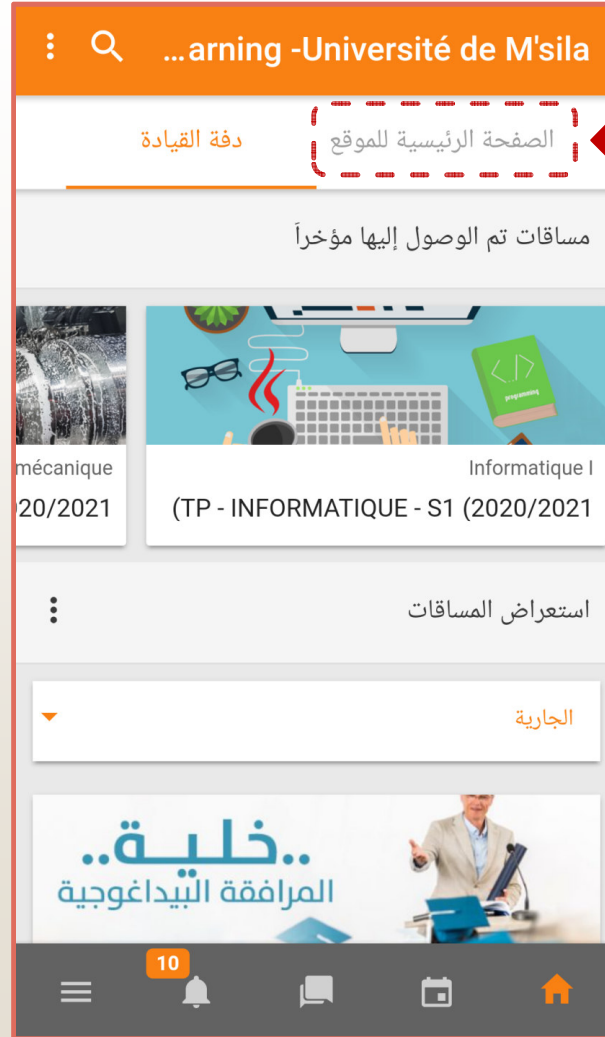 ...arning -Université de M'sila
الصفحة الرئيسية للموقع
دفة القيادة
مساقات تم الوصول إليها مؤخراَ
</>
programming
Informatique I
(TP - INFORMATIQUE - S1 (2020/2021
mécanique
20/2021
استعراض المساقات
الجارية
..خليـة..
المرافقة البيداغوجية
10